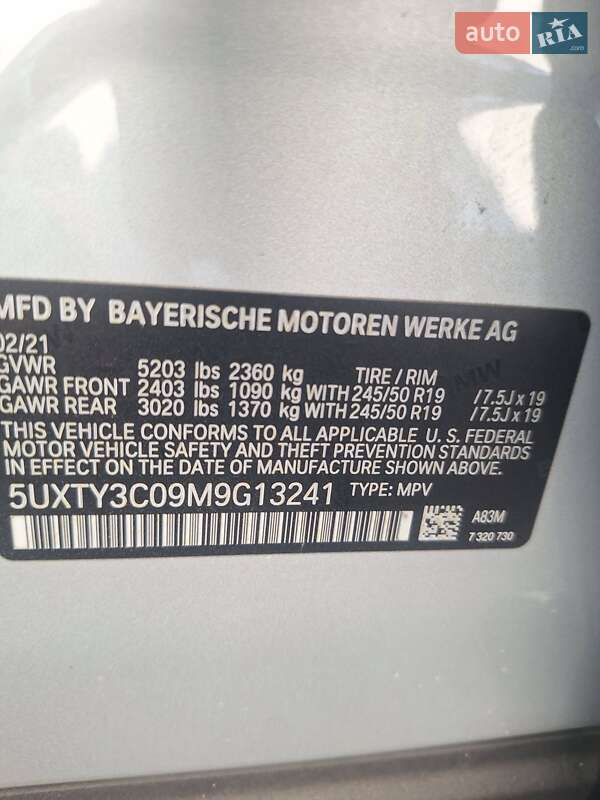 auto RIA .com
MFD BY BAYERISCHE MOTOREN WERKE AG
02/21
GVWR 5203 lbs 2360 kg TIRE / RIM
GAWR FRONT 2403 lbs 1090 kg WITH 245/50 R19 /7.5J x 19
GAWR REAR 3020 lbs 1370 kg WITH 245/50 R19 /7.5J x 19
THIS VEHICLE CONFORMS TO ALL APPLICABLE U. S. FEDERAL
MOTOR VEHICLE SAFETY AND THEFT PREVENTION STANDARDS
IN EFFECT ON THE DATE OF MANUFACTURE SHOWN ABOVE.
5UXTY3C09M9G13241 TYPE: MPV
A83M
7 320 730